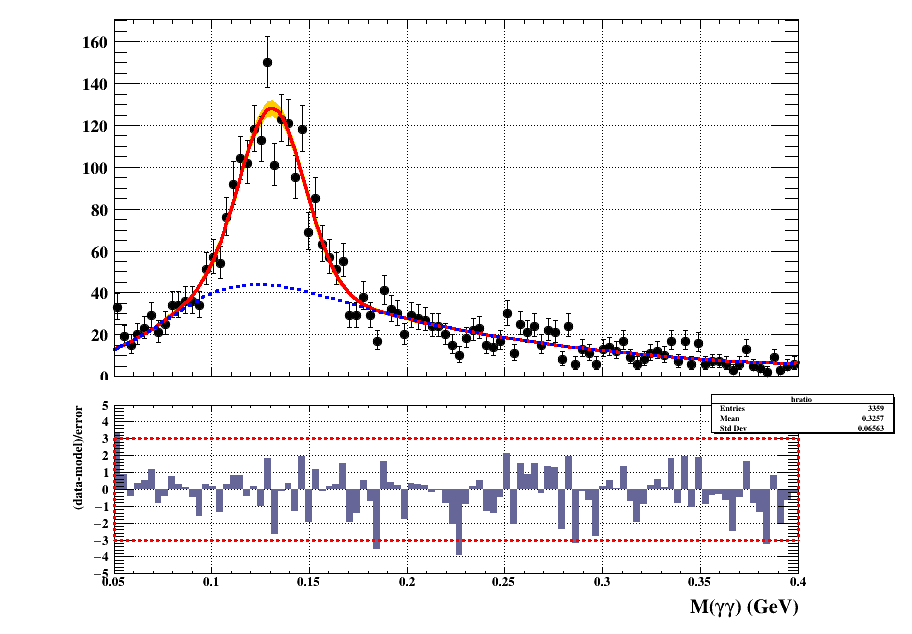 160
140
120
100
80
60
40
20
0
hratio
Entries 3359
Mean 0.3257
Std Dev 0.06563
(data-model)/error
5
4
3
2
1
0
−1
−2
−3
−4
−5
0.05 0.1 0.15 0.2 0.25 0.3 0.35 0.4
M(γγ) (GeV)